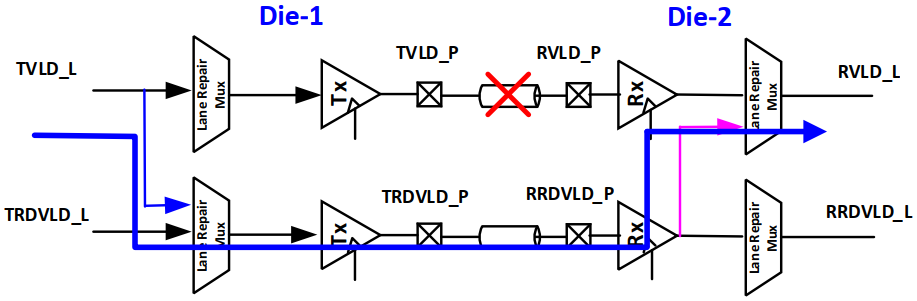 Die-1
Die-2
TVLD_L
Lane Repair
Mux
Tx
TVLD_P
RVLD_P
Rx
Lane Repair
Mux
RVLD_L
TRDVLD_L
Lane Repair
Mux
Tx
TRDVLD_P
RRDVLD_P
Rx
Lane Repair
Mux
RRDVLD_L